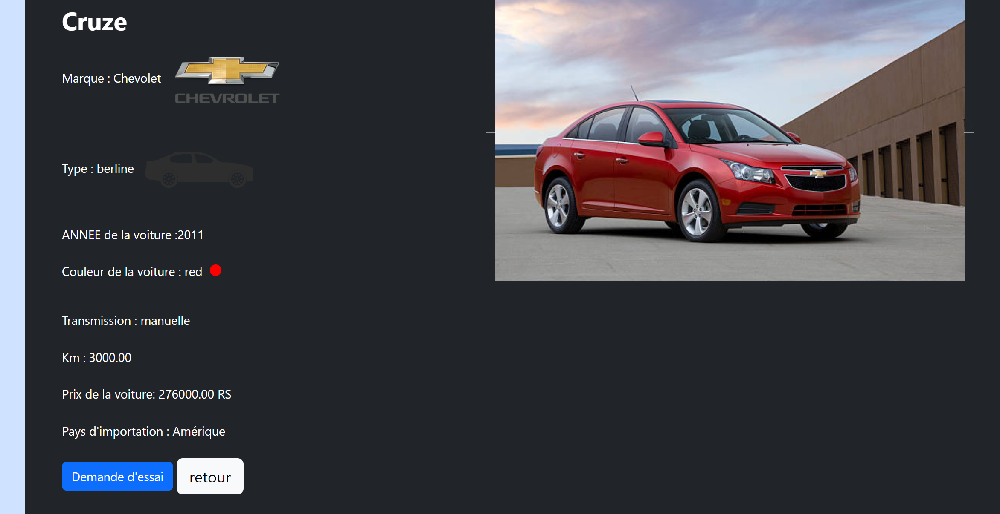 Cruze
Marque : Chevolet
CHEVROLET
Type : berline
ANNEE de la voiture :2011
Couleur de la voiture : red
Transmission : manuelle
Km : 3000.00
Prix de la voiture: 276000.00 RS
Pays d'importation : Amérique
Demande d'essai
retour